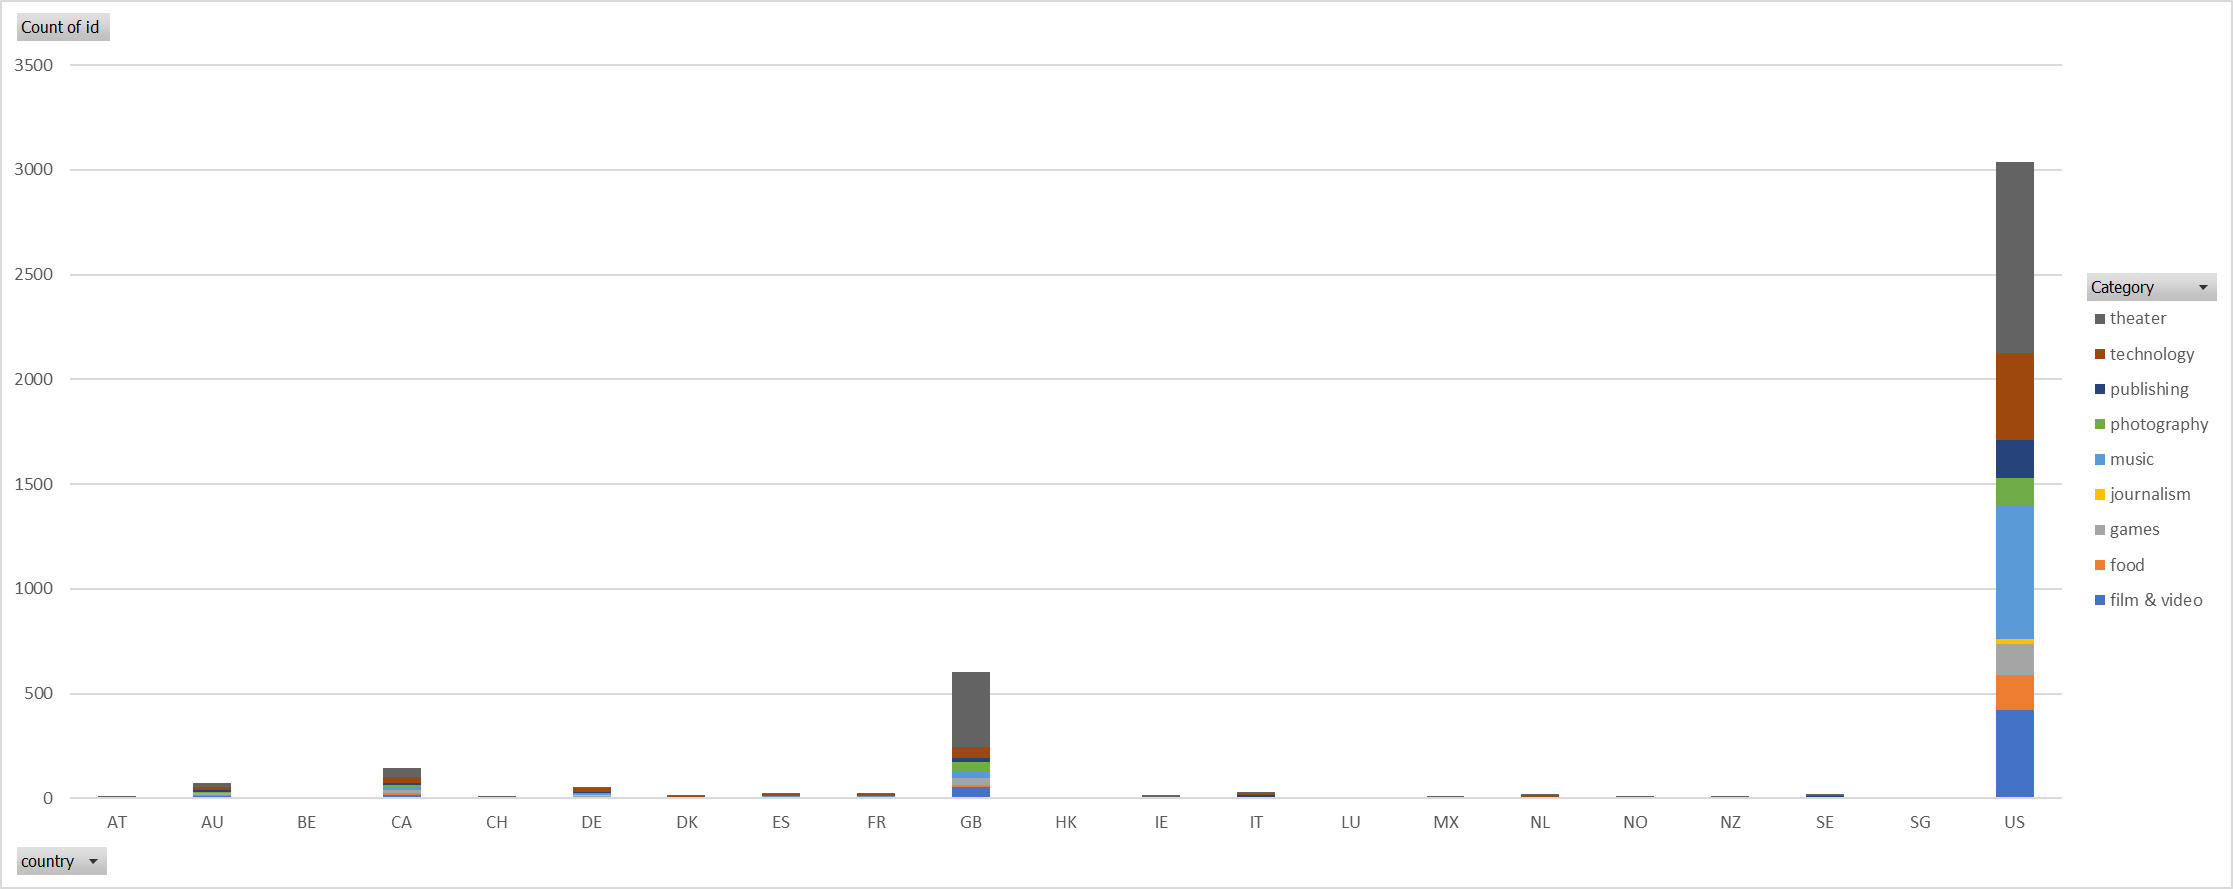 Count of id
3500
3000
2500
2000
1500
1000
500
0
AT AU BE CA CH DE DK ES FR GB HK IE IT LU MX NL NO NZ SE SG US
country
Category
theater
technology
publishing
photography
music
journalism
games
food
film & video